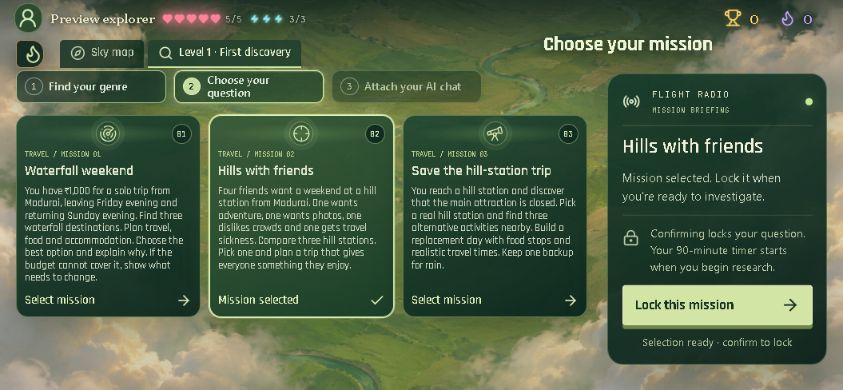 Preview explorer 5/5 3/3
0 0
Sky map
Level 1 · First discovery
Choose your mission
1 Find your genre
2 Choose your
question
3 Attach your AI chat
01
TRAVEL / MISSION 01
Waterfall weekend
You have ₹1,000 for a solo trip from
Madurai, leaving Friday evening and
returning Sunday evening. Find three
waterfall destinations. Plan travel,
food and accommodation. Choose the
best option and explain why. If the
budget cannot cover it, show what
needs to change.
Select mission
02
TRAVEL / MISSION 02
Hills with friends
Four friends want a weekend at a hill
station from Madurai. One wants
adventure, one wants photos, one
dislikes crowds and one gets travel
sickness. Compare three hill stations.
Pick one and plan a trip that gives
everyone something they enjoy.
Mission selected
03
TRAVEL / MISSION 03
Save the hill-station trip
You reach a hill station and discover
that the main attraction is closed. Pick
a real hill station and find three
alternative activities nearby. Build a
replacement day with food stops and
realistic travel times. Keep one backup
for rain.
Select mission
FLIGHT RADIO
MISSION BRIEFING
Hills with friends
Mission selected. Lock it when
you're ready to investigate.
Confirming locks your question.
Your 90-minute timer starts
when you begin research.
Lock this mission
Selection ready · confirm to lock